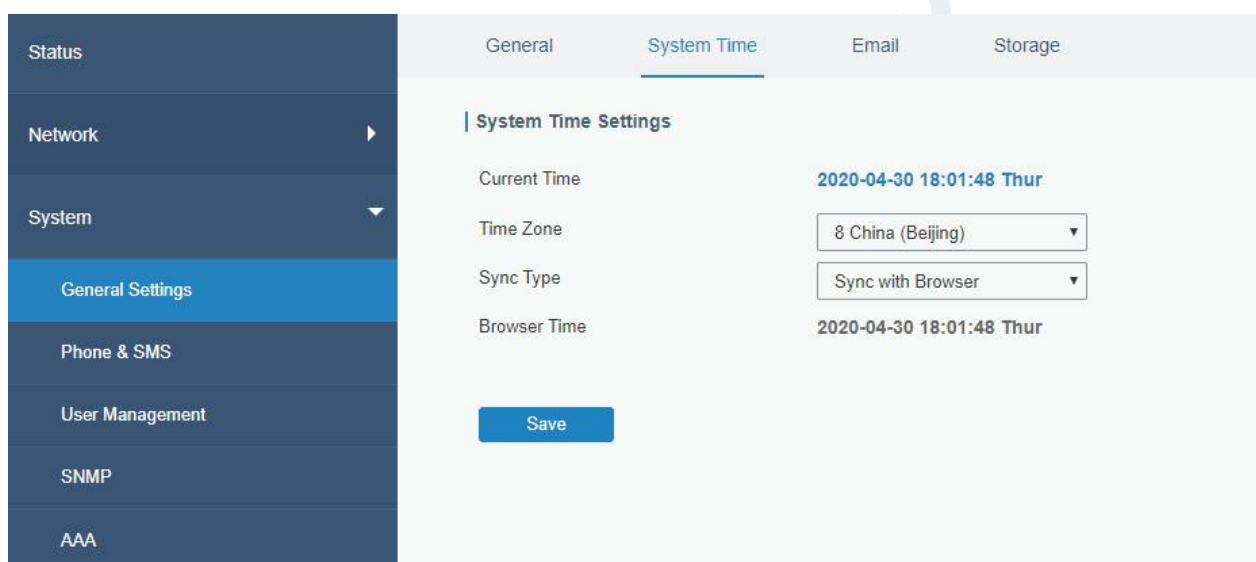 Status
Network
System
General Settings
Phone & SMS
User Management
SNMP
AAA
General System Time Email Storage
System Time Settings
Current Time 2020-04-30 18:01:48 Thur
Time Zone 8 China (Beijing)
Sync Type Sync with Browser
Browser Time 2020-04-30 18:01:48 Thur
Save